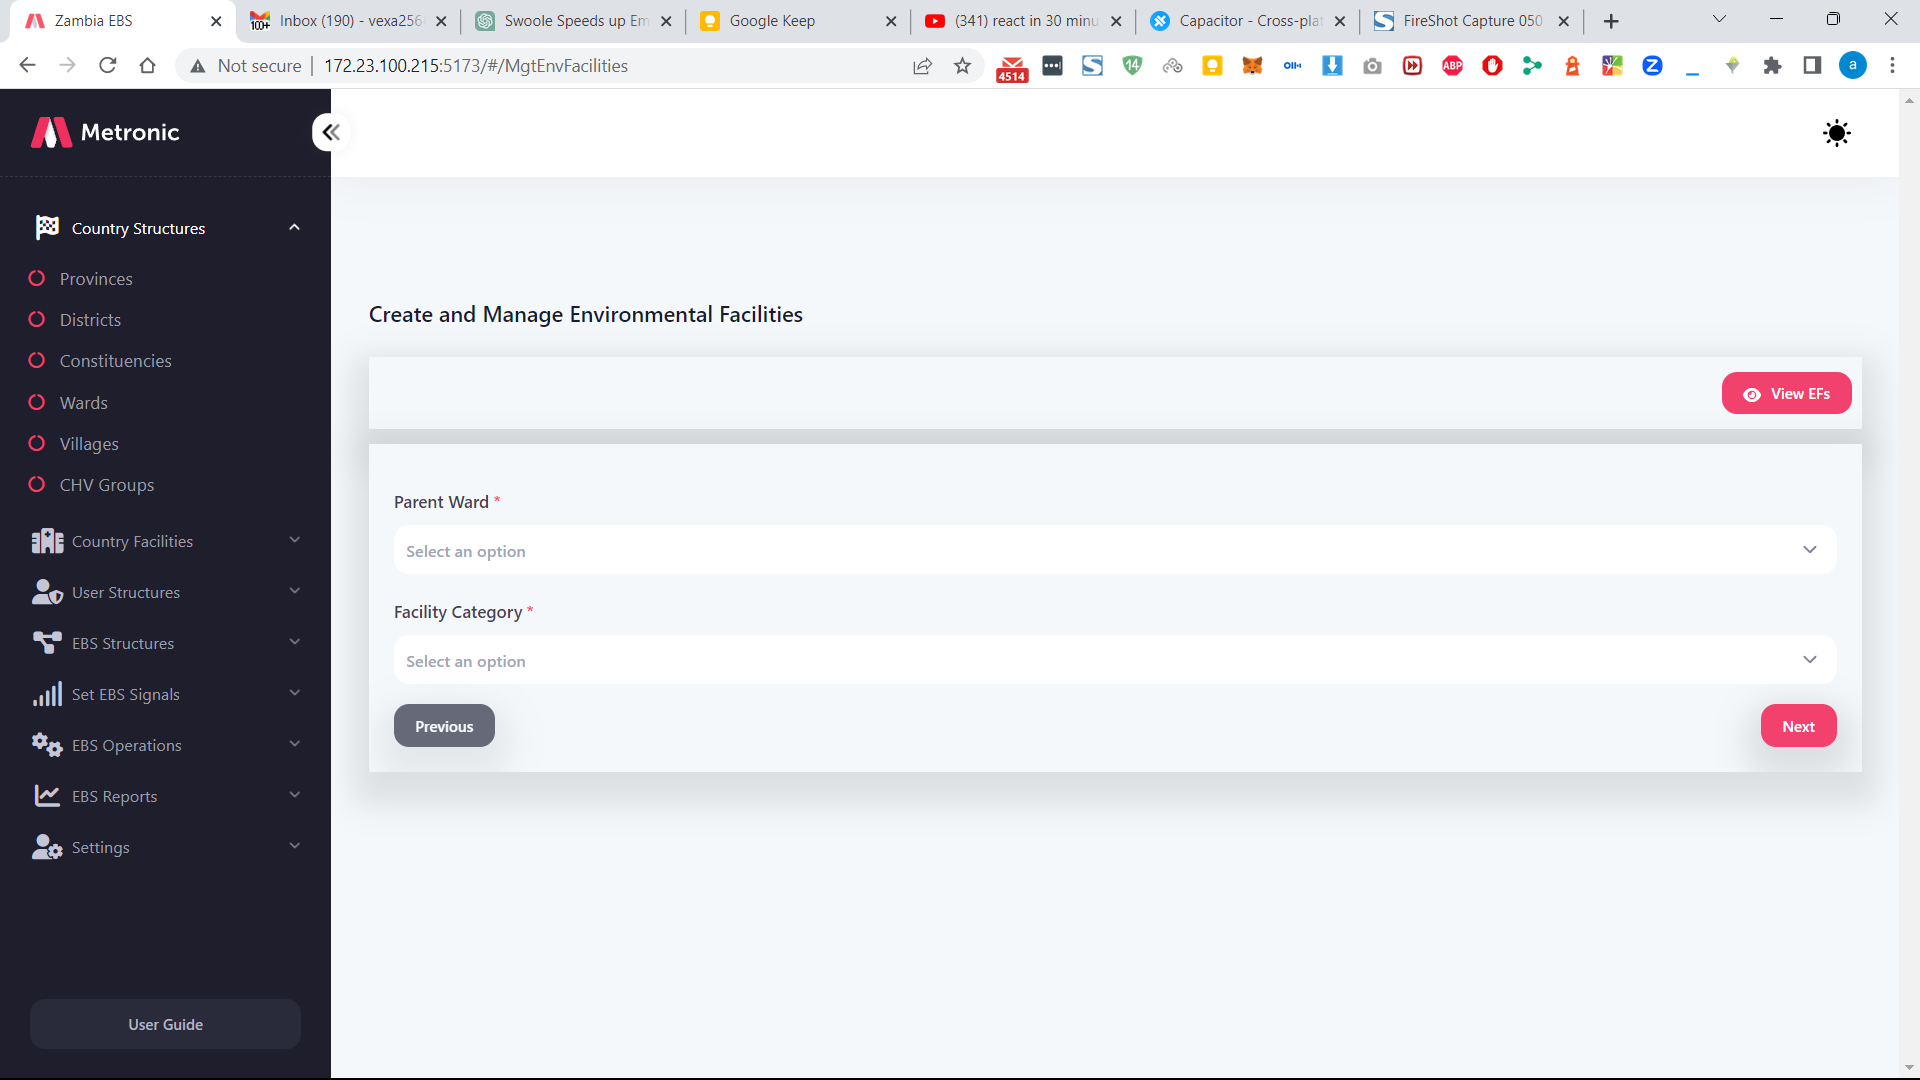 Zambia EBS
Inbox (190) - vexa256
Swoole Speeds up Em
Google Keep
(341) react in 30 minu
Capacitor - Cross-plat
FireShot Capture 050
Not secure
172.23.100.215:5173/#/MgtEnvFacilities
4514
14
ABP
Z
a
Metronic
Country Structures
Provinces
Districts
Constituencies
Wards
Villages
CHV Groups
Country Facilities
User Structures
EBS Structures
Set EBS Signals
EBS Operations
EBS Reports
Settings
User Guide
Create and Manage Environmental Facilities
View EFs
Parent Ward *
Select an option
Facility Category *
Select an option
Previous
Next